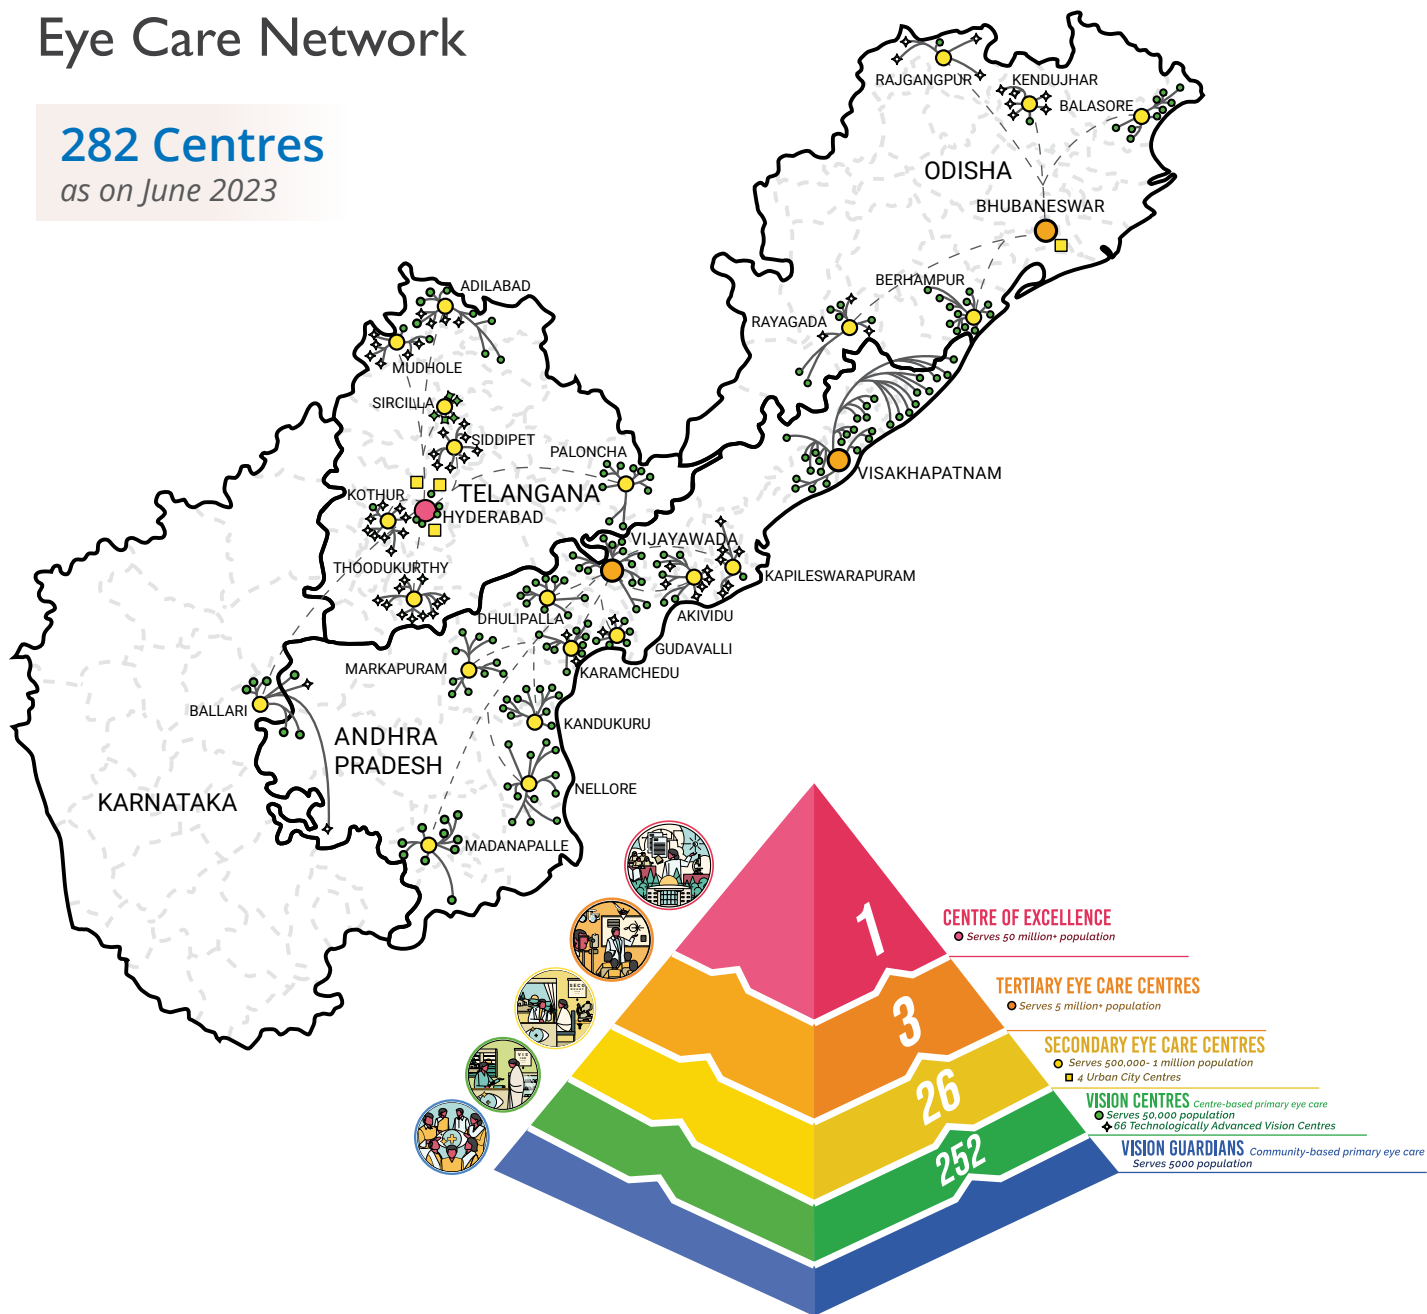 Eye Care Network
282 Centres
as on June 2023
RAJGANGPUR
KENDUJHAR
BALASORE
ODISHA
BHUBANESWAR
BERHAMPUR
RAYAGADA
ADILABAD
MUDHOLE
SIRCILLA
SIDDIPET
PALONCHA
VISAKHAPATNAM
KOTHUR
TELANGANA
HYDERABAD
VIJAYAWADA
THOODUKURTHY
KAPILESWARAPURAM
DHULIPALLA
AKIVIDU
GUDAVALLI
MARKAPURAM
KARAMCHEDU
BALLARI
KANDUKURU
ANDHRA
PRADESH
NELLORE
KARNATAKA
MADANAPALLE
1
CENTRE OF EXCELLENCE
Serves 50 million+ population
3
TERTIARY EYE CARE CENTRES
Serves 5 million+ population
26
SECONDARY EYE CARE CENTRES
Serves 500,000- 1 million population
4 Urban City Centres
252
VISION CENTRES Centre-based primary eye care
Serves 50,000 population
66 Technologically Advanced Vision Centres
VISION GUARDIANS Community-based primary eye care
Serves 5000 population